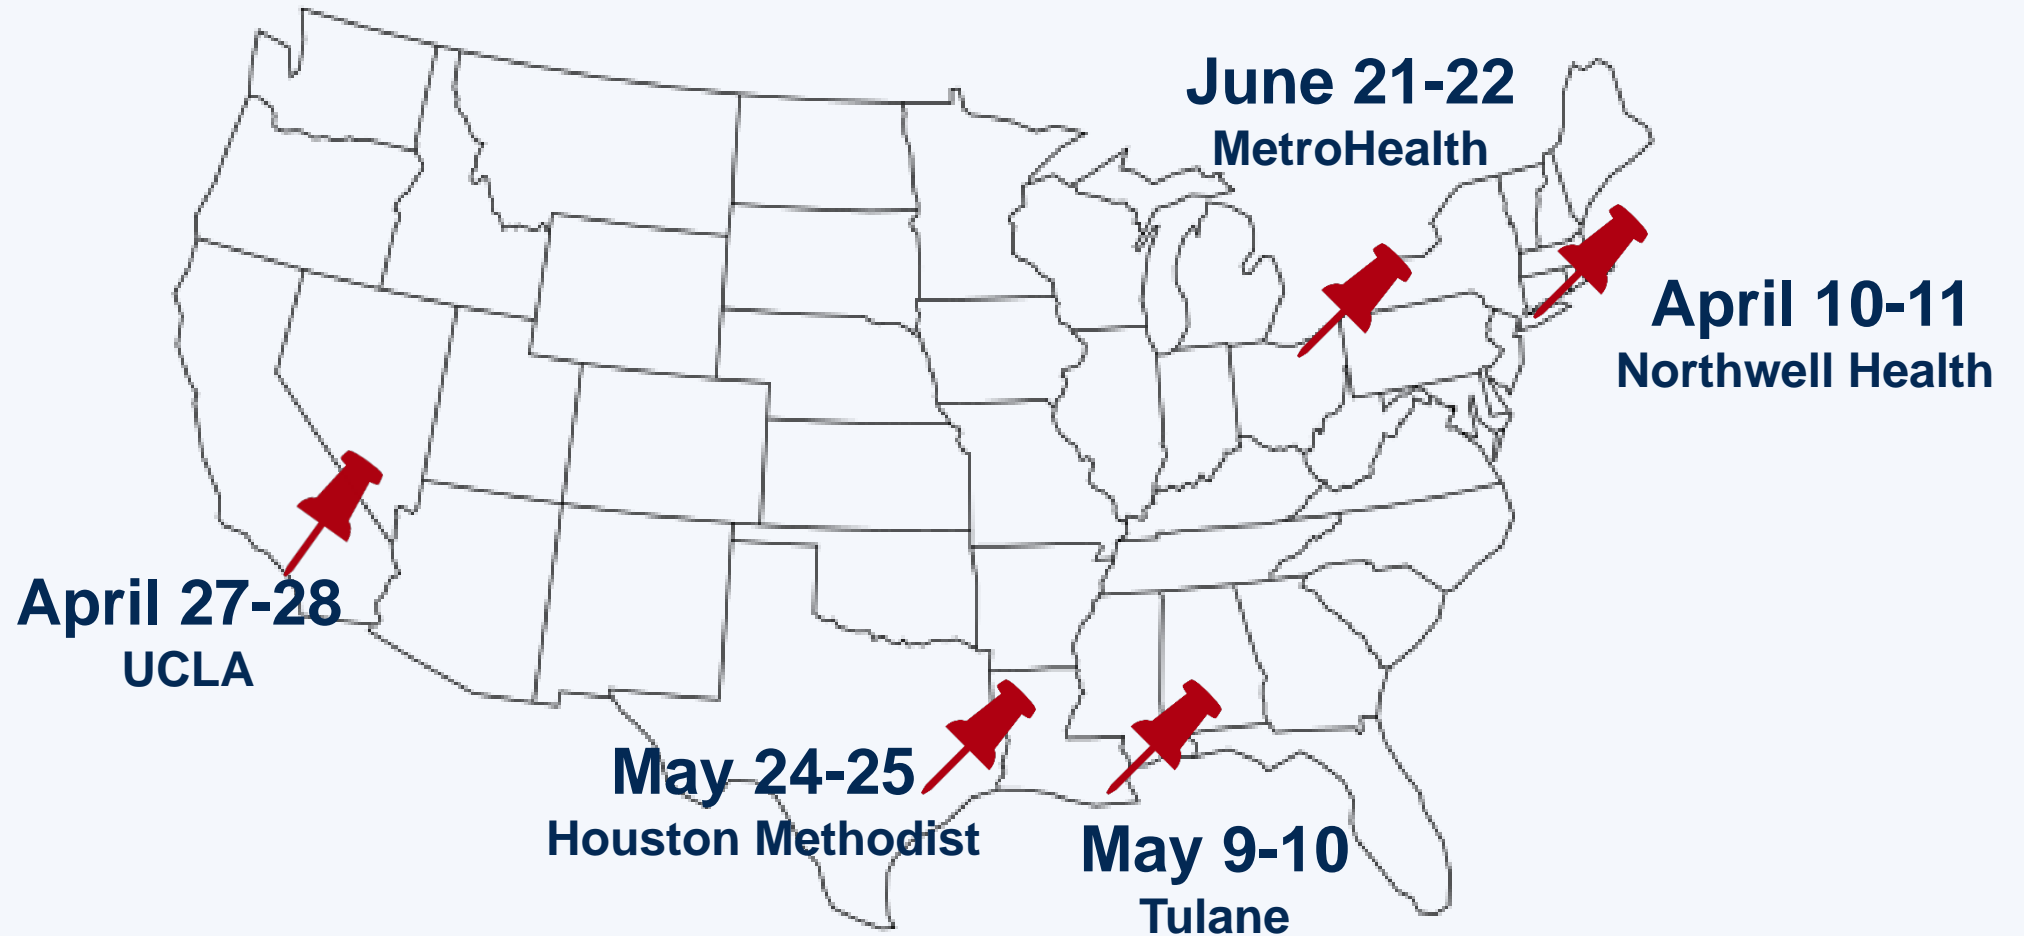 June 21-22
MetroHealth
April 10-11
Northwell Health
April 27-28
UCLA
May 24-25
Houston Methodist
May 9-10
Tulane